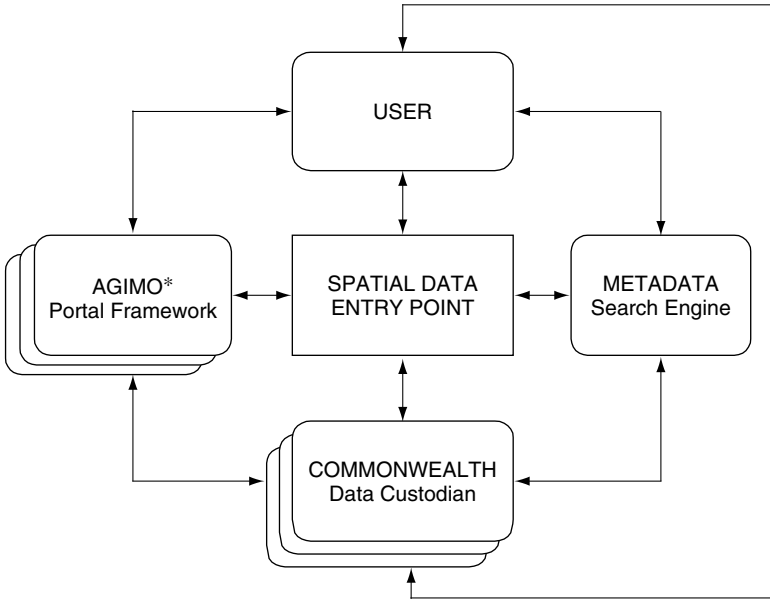 USER
AGIMO*
Portal Framework
SPATIAL DATA
ENTRY POINT
METADATA
Search Engine
COMMONWEALTH
Data Custodian